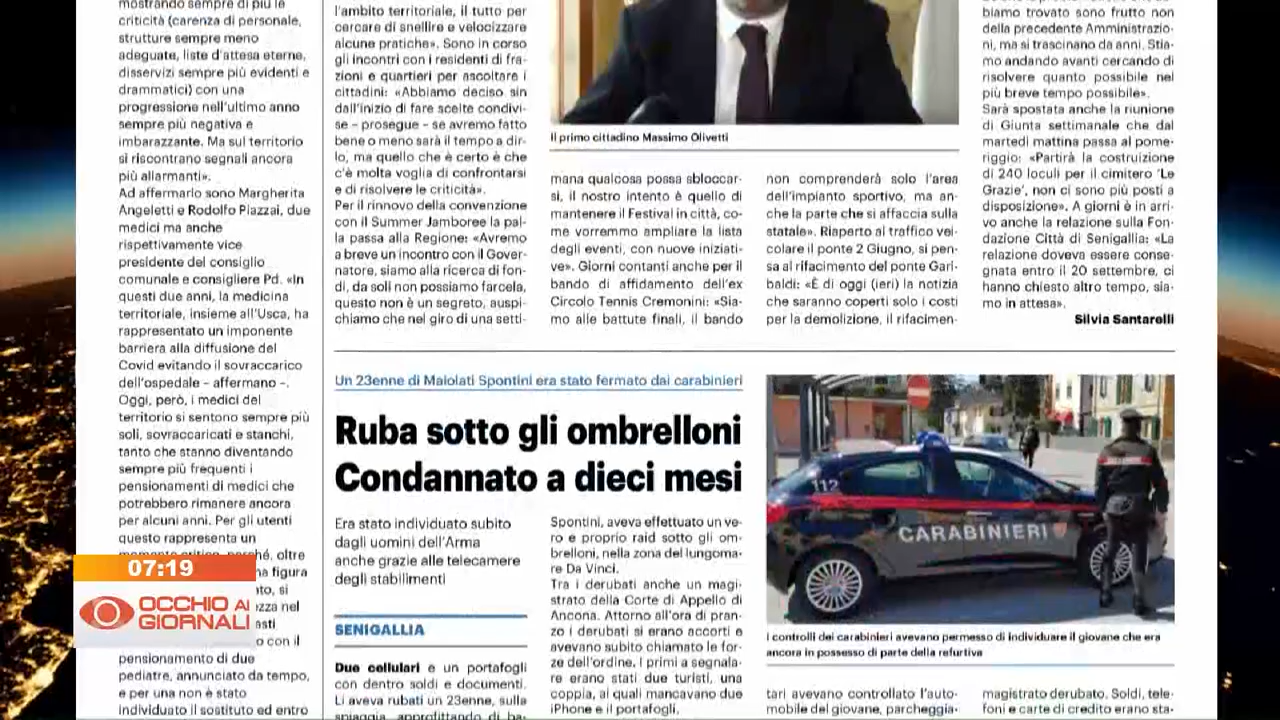 mostrando sempre di più le
criticità (carenza di personale,
strutture sempre meno
adeguate, liste d'attesa eterne,
disservizi sempre più evidenti e
drammatici) con una
progressione nell'ultimo anno
sempre più negativa e
imbarazzante. Ma sul territorio
si riscontrano segnali ancora
più allarmanti».
Ad affermarlo sono Margherita
Angeletti e Rodolfo Piazzai, due
medici ma anche
rispettivamente vice
presidente del consiglio
comunale e consigliere Pd. «In
questi due anni, la medicina
territoriale, insieme all'Usca, ha
rappresentato un imponente
barriera alla diffusione del
Covid evitando il sovraccarico
dell'ospedale – affermano –.
Oggi, però, i medici del
territorio si sentono sempre più
soli, sovraccaricati e stanchi,
tanto che stanno diventando
sempre più frequenti i
pensionamenti di medici che
potrebbero rimanere ancora
per alcuni anni. Per gli utenti
questo rappresenta un
momento critico, perché, oltre
figura
si
nel
o con il
pensionamento di due
pediatre, annunciato da tempo,
e per una non è stato
individuato il sostituto ed entro
l'ambito territoriale, il tutto per
cercare di snellire e velocizzare
alcune pratiche». Sono in corso
gli incontri con i residenti di fra-
zioni e quartieri per ascoltare i
cittadini: «Abbiamo deciso sin
dall'inizio di fare scelte condivi-
se – prosegue – se avremo fatto
bene o meno sarà il tempo a dir-
lo, ma quello che è certo è che
c'è molta voglia di confrontarsi
e di risolvere le criticità».
Per il rinnovo della convenzione
con il Summer Jamboree la pal-
la passa alla Regione: «Avremo
a breve un incontro con il Gover-
natore, siamo alla ricerca di fon-
di, da soli non possiamo farcela,
questo non è un segreto, auspi-
chiamo che nel giro di una setti-
Il primo cittadino Massimo Olivetti
mana qualcosa possa sbloccar-
si, il nostro intento è quello di
mantenere il Festival in città, co-
me vorremmo ampliare la lista
degli eventi, con nuove iniziati-
ve». Giorni contanti anche per il
bando di affidamento dell'ex
Circolo Tennis Cremonini: «Sia-
mo alle battute finali, il bando
non comprenderà solo l'area
dell'impianto sportivo, ma an-
che la parte che si affaccia sulla
statale». Riaperto al traffico vei-
colare il ponte 2 Giugno, si pen-
sa al rifacimento del ponte Gari-
baldi: «È di oggi (ieri) la notizia
che saranno coperti solo i costi
per la demolizione, il rifacimen-
biamo trovato sono frutto non
della precedente Amministrazio-
ni, ma si trascinano da anni. Stia-
mo andando avanti cercando di
risolvere quanto possibile nel
più breve tempo possibile».
Sarà spostata anche la riunione
di Giunta settimanale che dal
martedì mattina passa al pome-
riggio: «Partirà la costruizione
di 240 loculi per il cimitero 'Le
Grazie', non ci sono più posti a
disposizione». A giorni è in arri-
vo anche la relazione sulla Fon-
dazione Città di Senigallia: «La
relazione doveva essere conse-
gnata entro il 20 settembre, ci
hanno chiesto altro tempo, sia-
mo in attesa».
Silvia Santarelli
Un 23enne di Maiolati Spontini era stato fermato dai carabinieri
Ruba sotto gli ombrelloni
Condannato a dieci mesi
Era stato individuato subito
dagli uomini dell'Arma
anche grazie alle telecamere
degli stabilimenti
SENIGALLIA
Due cellulari e un portafogli
con dentro soldi e documenti.
Li aveva rubati un 23enne, sulla
spiaggia, approfittando di ba-
Spontini, aveva effettuato un ve-
ro e proprio raid sotto gli om-
brelloni, nella zona del lungoma-
re Da Vinci.
Tra i derubati anche un magi-
strato della Corte di Appello di
Ancona. Attorno all'ora di pran-
zo i derubati si erano accorti e
avevano subito chiamato le for-
ze dell'ordine. I primi a segnala-
re erano stati due turisti, una
coppia, ai quali mancavano due
iPhone e il portafogli.
112
CARABINIERI
I controlli dei carabinieri avevano permesso di individuare il giovane che era
ancora in possesso di parte della refurtiva
tari avevano controllato l'auto-
mobile del giovane, parcheggia-
magistrato derubato. Soldi, tele-
foni e carte di credito erano sta-
07:19
OCCHIO AI
GIORNALI